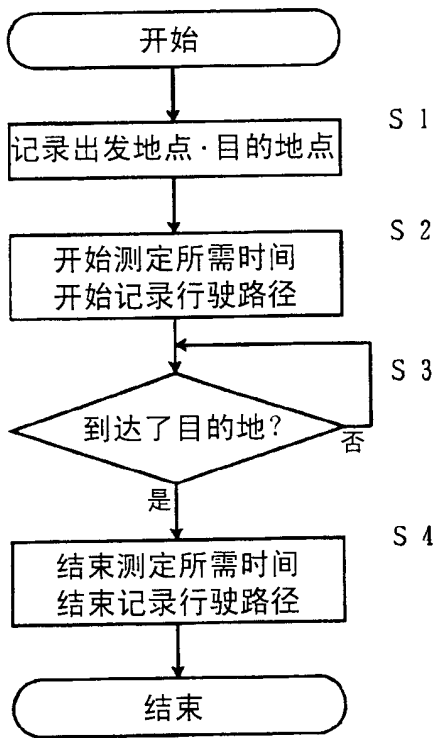 开始
S 1
记录出发地点·目的地点
S 2
开始测定所需时间
开始记录行驶路径
S 3
到达了目的地?
否
是
S 4
结束测定所需时间
结束记录行驶路径
结束